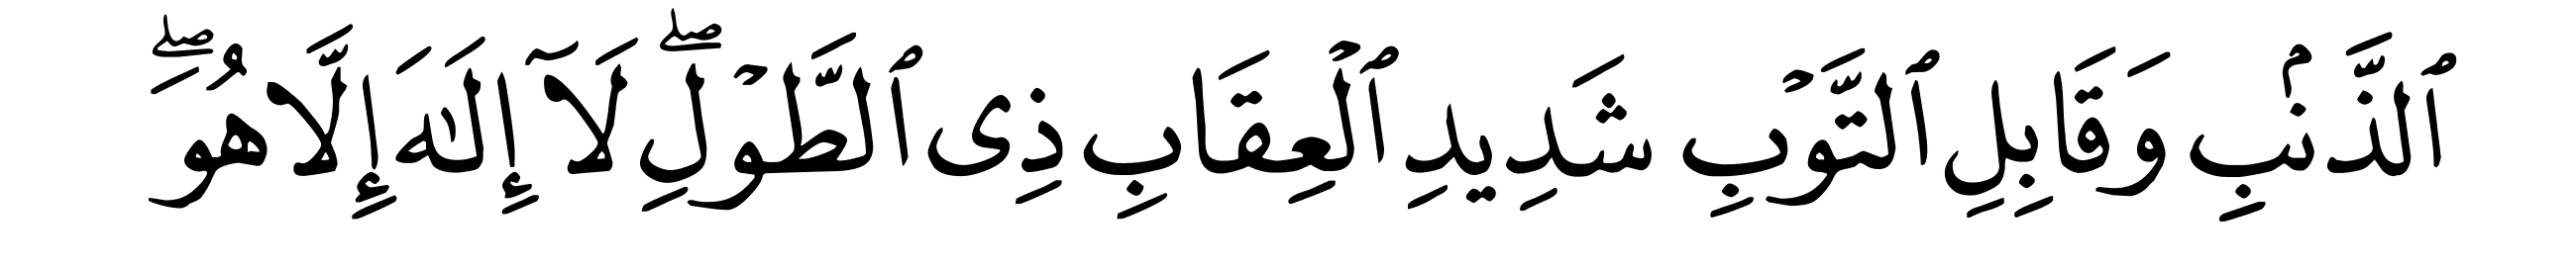 ٱلذَّنۢبِ وَقَابِلِ ٱلتَّوۡبِ شَدِيدِ ٱلۡعِقَابِ ذِى ٱلطَّوۡلِۖ لَآ إِلَٰهَ إِلَّا هُوَۖ